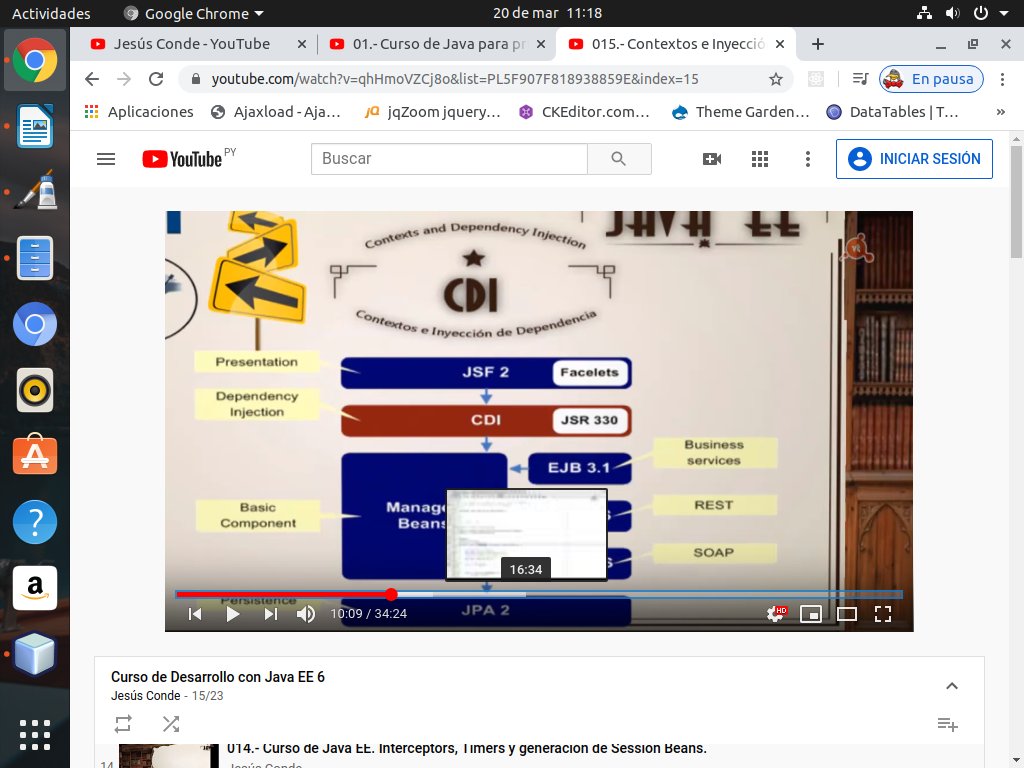 Actividades
Google Chrome
20 de mar 11:18
Jesús Conde - YouTube
01.- Curso de Java para pr
015.- Contextos e Inyecció
youtube.com/watch?v=qhHmoVZCj8o&list=PL5F907F818938859E&index=15
En pausa
Aplicaciones
Ajaxload - Aja...
jqZoom jquery...
CKEditor.com...
Theme Garden...
DataTables | T...
»
YouTube PY
Buscar
INICIAR SESIÓN
JAVA EE
Contexts and Dependency Injection
CDI
Contextos e Inyección de Dependencia
Presentation
JSF 2
Facelets
Dependency
Injection
CDI
JSR 330
Business
services
EJB 3.1
Basic
Component
REST
SOAP
16:34
Persistence
JPA 2
10:09 / 34:24
HD
Curso de Desarrollo con Java EE 6
Jesús Conde - 15/23
014.- Curso de Java EE. Interceptors, Timers y generación de Session Beans.
14
Jesús Conde